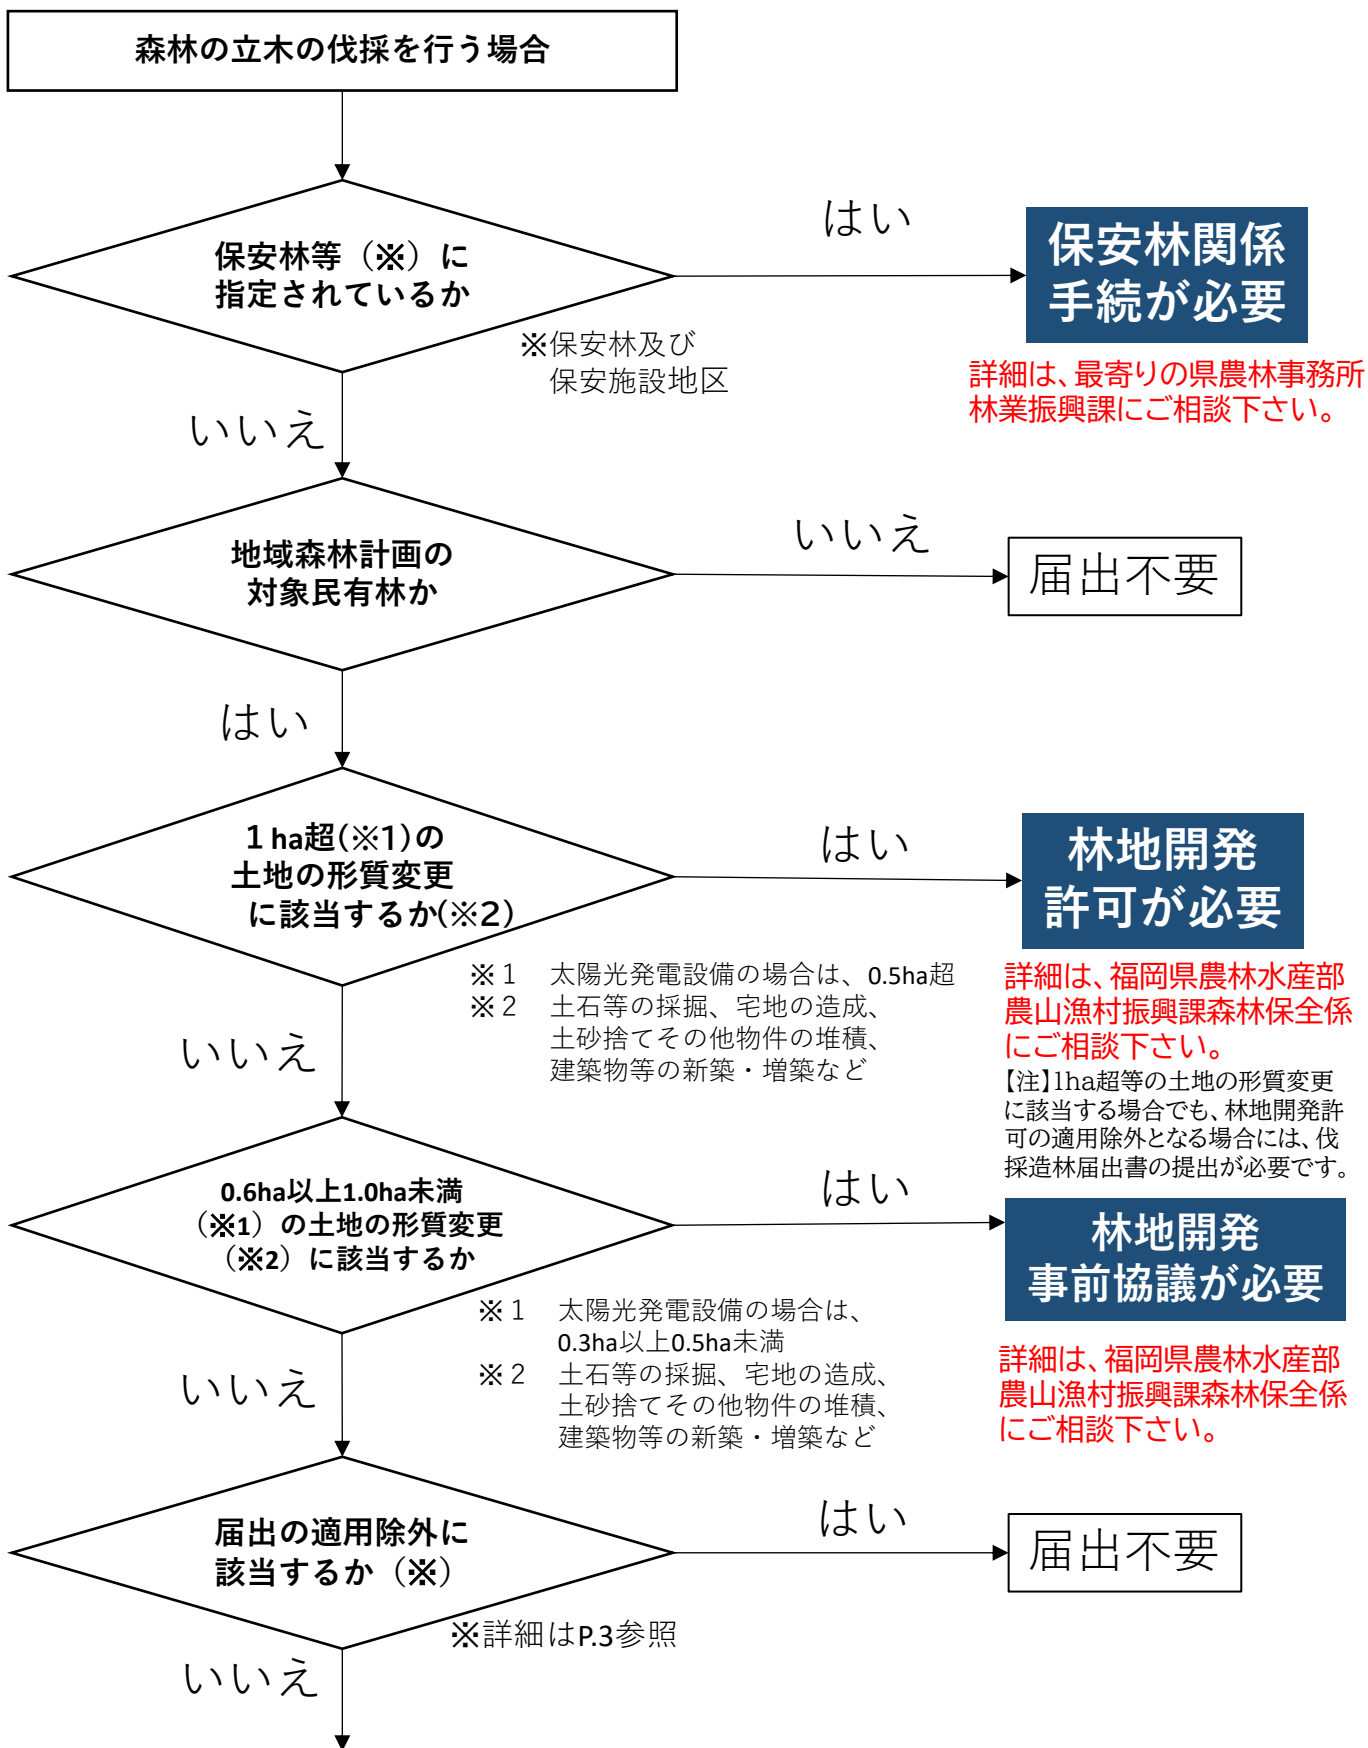 森林の立木の伐採を行う場合
はい
保安林等（※）に
指定されているか
保安林関係
手続が必要
※保安林及び
保安施設地区
詳細は、最寄りの県農林事務所
林業振興課にご相談下さい。
いいえ
地域森林計画の
対象民有林か
いいえ
届出不要
はい
１ha超(※1)の
土地の形質変更
に該当するか(※2)
はい
林地開発
許可が必要
※１　太陽光発電設備の場合は、0.5ha超
※２　土石等の採掘、宅地の造成、
土砂捨てその他物件の堆積、
建築物等の新築・増築など
詳細は、福岡県農林水産部
農山漁村振興課森林保全係
にご相談下さい。
【注】1ha超等の土地の形質変更
に該当する場合でも、林地開発許
可の適用除外となる場合には、伐
採造林届出書の提出が必要です。
いいえ
0.6ha以上1.0ha未満
（※1）の土地の形質変更
（※2）に該当するか
はい
林地開発
事前協議が必要
※１　太陽光発電設備の場合は、
0.3ha以上0.5ha未満
※２　土石等の採掘、宅地の造成、
土砂捨てその他物件の堆積、
建築物等の新築・増築など
詳細は、福岡県農林水産部
農山漁村振興課森林保全係
にご相談下さい。
いいえ
届出の適用除外に
該当するか（※）
はい
届出不要
※詳細はP.3参照
いいえ